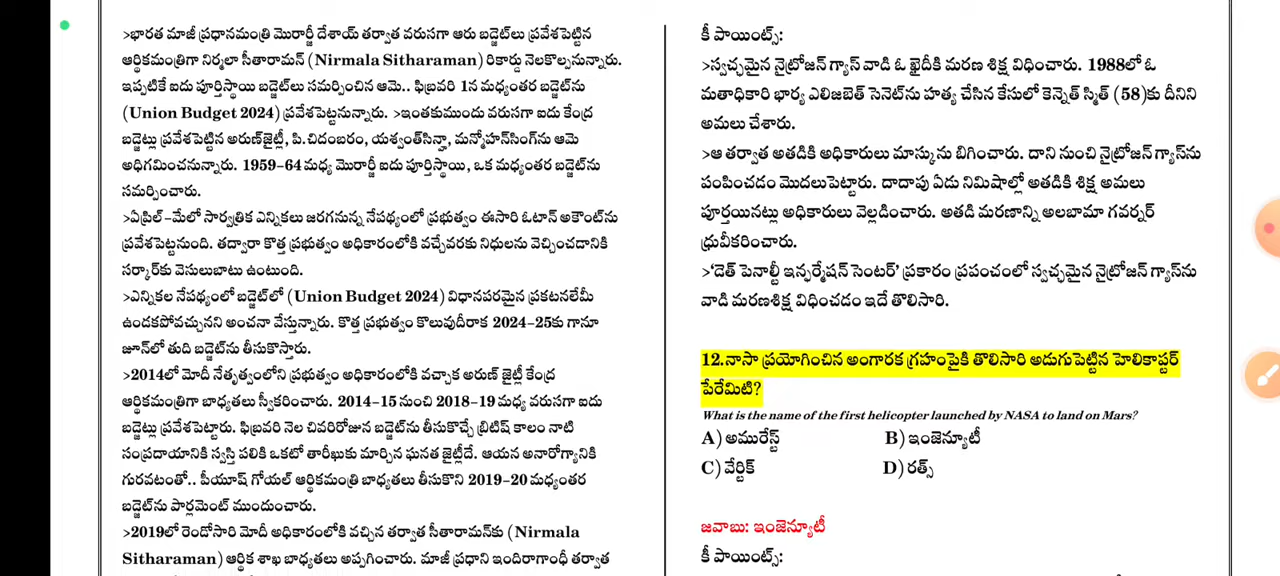 >భారత మాజీ ప్రధానమంత్రి మొరార్జీ దేశాయ్ తర్వాత వరుసగా ఆరు బడ్జెట్‌లు ప్రవేశపెట్టిన
ఆర్థికమంత్రిగా నిర్మలా సీతారామన్ (Nirmala Sitharaman) రికార్డు నెలకొల్పనున్నారు.
ఇప్పటికే ఐదు పూర్తిస్థాయి బడ్జెట్‌లు సమర్పించిన ఆమె.. ఫిబ్రవరి 1న మధ్యంతర బడ్జెట్‌ను
(Union Budget 2024) ప్రవేశపెట్టనున్నారు. >ఇంతకుముందు వరుసగా ఐదు కేంద్ర
బడ్జెట్లు ప్రవేశపెట్టిన అరుణ్‌జైట్లీ, పి.చిదంబరం, యశ్వంత్‌సిన్హా, మన్మోహన్‌సింగ్‌ను ఆమె
అధిగమించనున్నారు. 1959-64 మధ్య మొరార్జీ ఐదు పూర్తిస్థాయి, ఒక మధ్యంతర బడ్జెట్‌ను
సమర్పించారు.
>ఏప్రిల్-మేలో సార్వత్రిక ఎన్నికలు జరగనున్న నేపథ్యంలో ప్రభుత్వం ఈసారి ఓటాన్ అకౌంట్‌ను
ప్రవేశపెట్టనుంది. తద్వారా కొత్త ప్రభుత్వం అధికారంలోకి వచ్చేవరకు నిధులను వెచ్చించడానికి
సర్కార్‌కు వెసులుబాటు ఉంటుంది.
>ఎన్నికల నేపథ్యంలో బడ్జెట్‌లో (Union Budget 2024) విధానపరమైన ప్రకటనలేమీ
ఉండకపోవచ్చునని అంచనా వేస్తున్నారు. కొత్త ప్రభుత్వం కొలువుదీరాక 2024-25కు గానూ
జూన్‌లో తుది బడ్జెట్‌ను తీసుకొస్తారు.
>2014లో మోదీ నేతృత్వంలోని ప్రభుత్వం అధికారంలోకి వచ్చాక అరుణ్ జైట్లీ కేంద్ర
ఆర్థికమంత్రిగా బాధ్యతలు స్వీకరించారు. 2014-15 నుంచి 2018-19 మధ్య వరుసగా ఐదు
బడ్జెట్లు ప్రవేశపెట్టారు. ఫిబ్రవరి నెల చివరిరోజున బడ్జెట్‌ను తీసుకొచ్చే బ్రిటిష్ కాలం నాటి
సంప్రదాయానికి స్వస్తి పలికి ఒకటో తారీఖుకు మార్చిన ఘనత జైట్లీదే. ఆయన అనారోగ్యానికి
గురవటంతో.. పీయూష్ గోయల్ ఆర్థికమంత్రి బాధ్యతలు తీసుకొని 2019-20 మధ్యంతర
బడ్జెట్‌ను పార్లమెంట్ ముందుంచారు.
>2019లో రెండోసారి మోదీ అధికారంలోకి వచ్చిన తర్వాత సీతారామన్‌కు (Nirmala
Sitharaman) ఆర్థిక శాఖ బాధ్యతలు అప్పగించారు. మాజీ ప్రధాని ఇందిరాగాంధీ తర్వాత
కీ పాయింట్స్:
>స్వచ్ఛమైన నైట్రోజన్ గ్యాస్ వాడి ఓ ఖైదీకి మరణ శిక్ష విధించారు. 1988లో ఓ
మతాధికారి భార్య ఎలిజబెత్ సెనెట్‌ను హత్య చేసిన కేసులో కెన్నెత్ స్మిత్ (58)కు దీనిని
అమలు చేశారు.
>ఆ తర్వాత అతడికి అధికారులు మాస్కును బిగించారు. దాని నుంచి నైట్రోజన్ గ్యాస్‌ను
పంపించడం మొదలుపెట్టారు. దాదాపు ఏడు నిమిషాల్లో అతడికి శిక్ష అమలు
పూర్తయినట్లు అధికారులు వెల్లడించారు. అతడి మరణాన్ని అలబామా గవర్నర్
ధ్రువీకరించారు.
>'డెత్ పెనాల్టీ ఇన్ఫర్మేషన్ సెంటర్' ప్రకారం ప్రపంచంలో స్వచ్ఛమైన నైట్రోజన్ గ్యాస్‌ను
వాడి మరణశిక్ష విధించడం ఇదే తొలిసారి.
12.నాసా ప్రయోగించిన అంగారక గ్రహంపైకి తొలిసారి అడుగుపెట్టిన హెలికాప్టర్
పేరేమిటి?
What is the name of the first helicopter launched by NASA to land on Mars?
A) అమురేస్ట్ B) ఇంజెన్యూటీ
C) వేర్టిక్ D) రత్స్
జవాబు: ఇంజెన్యూటీ
కీ పాయింట్స్: